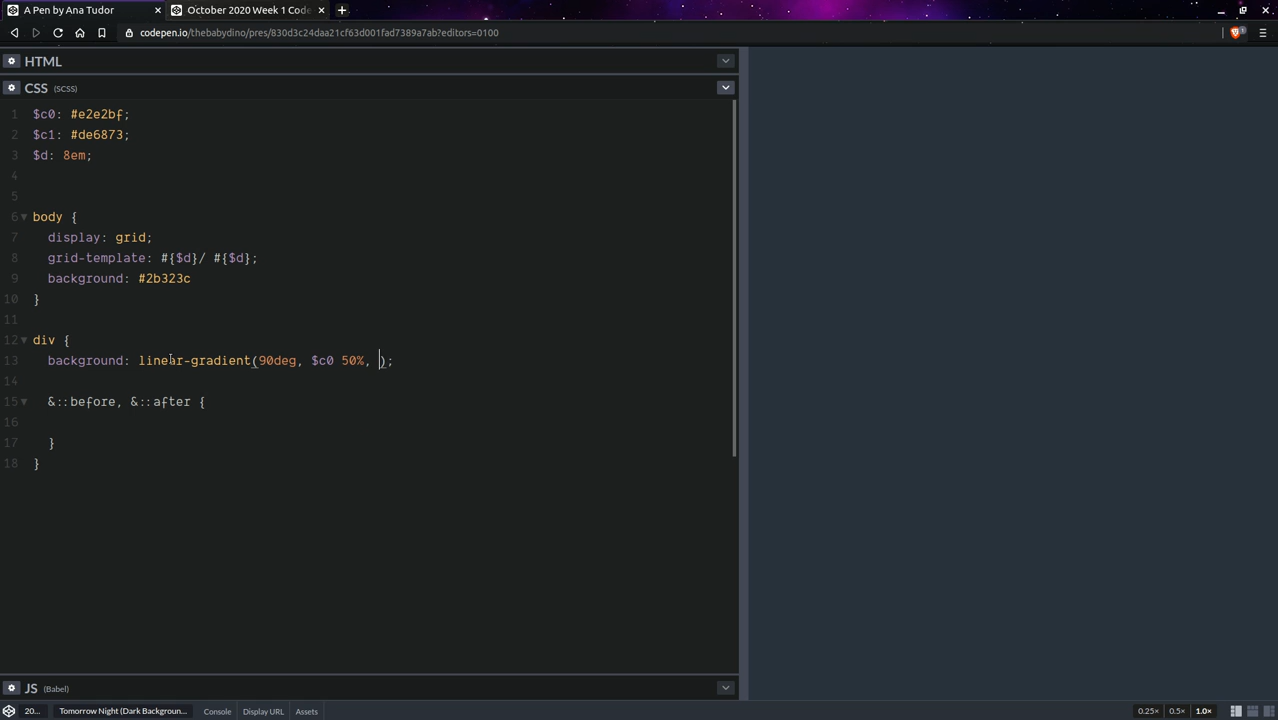 A Pen by Ana Tudor ×
October 2020 Week 1 Code ×
codepen.io/thebabydino/pres/830d3c24daa21cf63d001fad7389a7ab?editors=0100
1
HTML
CSS (SCSS)
1 $c0: #e2e2bf;
2 $c1: #de6873;
3 $d: 8em;
4
5
6 body {
7 display: grid;
8 grid-template: #{$d}/ #{$d};
9 background: #2b323c
10 }
11
12 div {
13 background: linear-gradient(90deg, $c0 50%, );
14
15 &::before, &::after {
16
17 }
18 }
JS (Babel)
20... Tomorrow Night (Dark Backgroun... Console Display URL Assets 0.25× 0.5× 1.0×